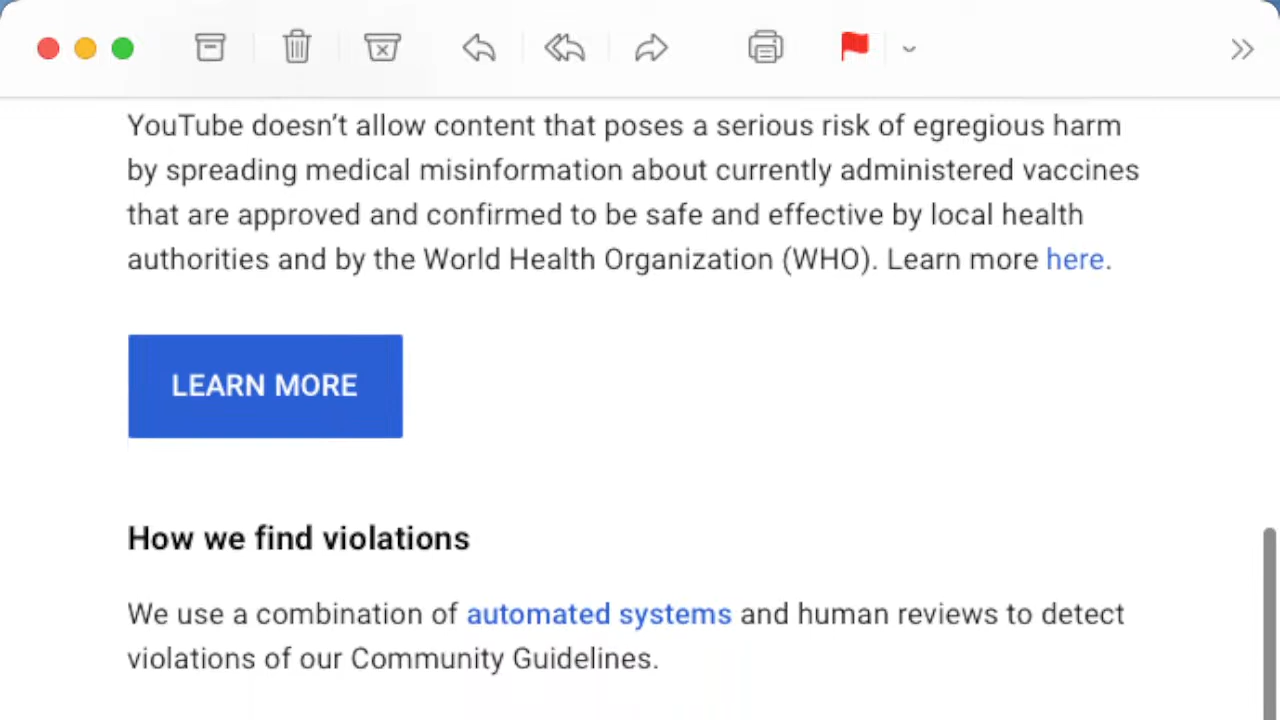 YouTube doesn’t allow content that poses a serious risk of egregious harm
by spreading medical misinformation about currently administered vaccines
that are approved and confirmed to be safe and effective by local health
authorities and by the World Health Organization (WHO). Learn more here.
LEARN MORE
How we find violations
We use a combination of automated systems and human reviews to detect
violations of our Community Guidelines.